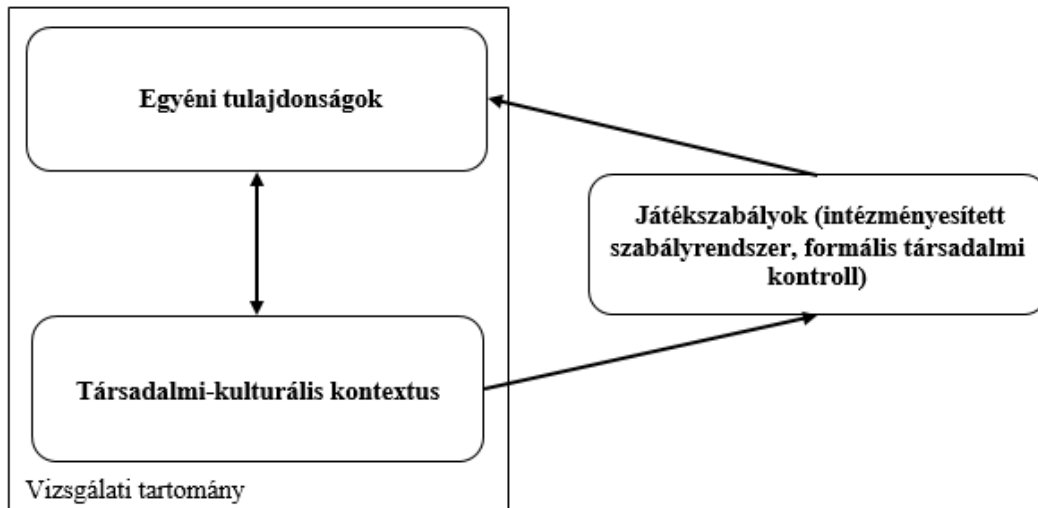 Egyéni tulajdonságok
Játékszabályok (intézményesített
szabályrendszer, formális társadalmi
kontroll)
Társadalmi-kulturális kontextus
Vizsgálati tartomány